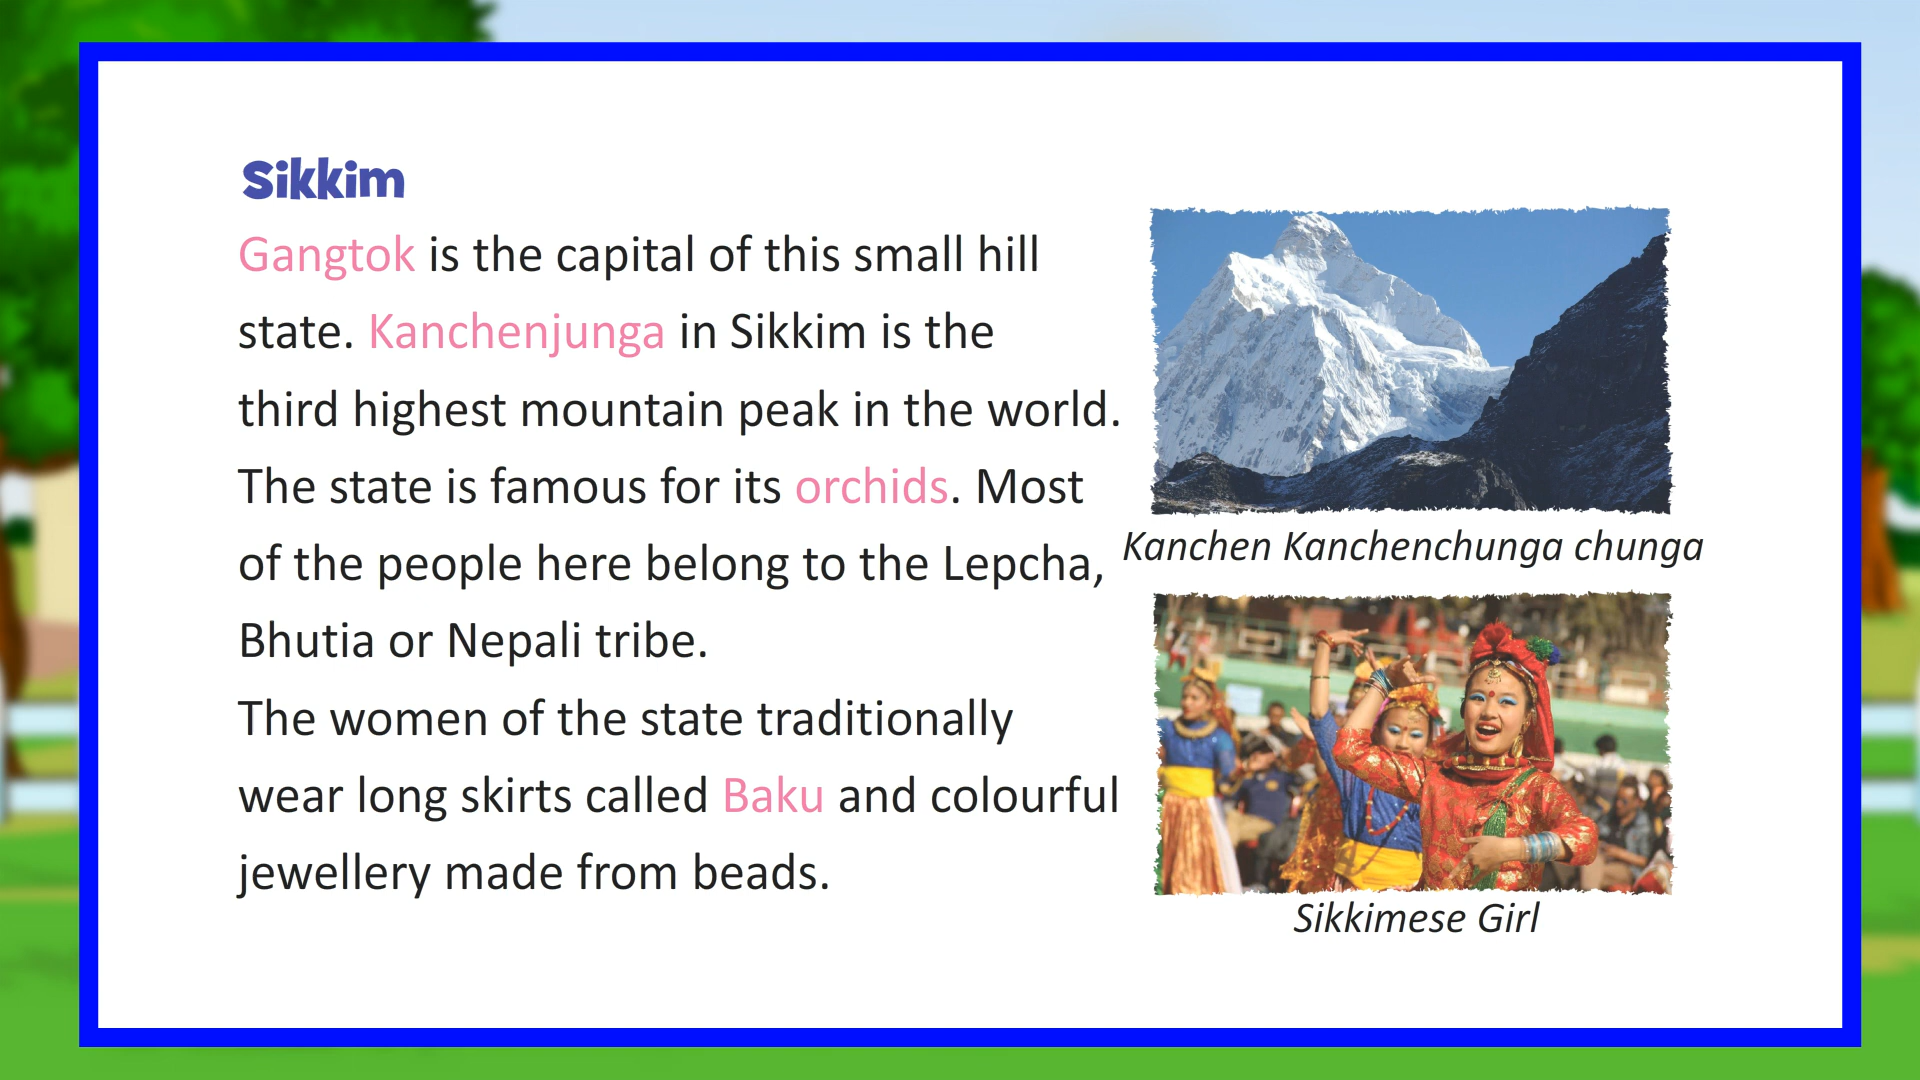 Sikkim
Gangtok is the capital of this small hill
state. Kanchenjunga in Sikkim is the
third highest mountain peak in the world.
The state is famous for its orchids. Most
of the people here belong to the Lepcha,
Bhutia or Nepali tribe.
The women of the state traditionally
wear long skirts called Baku and colourful
jewellery made from beads.
Kanchen Kanchenchunga chunga
Sikkimese Girl